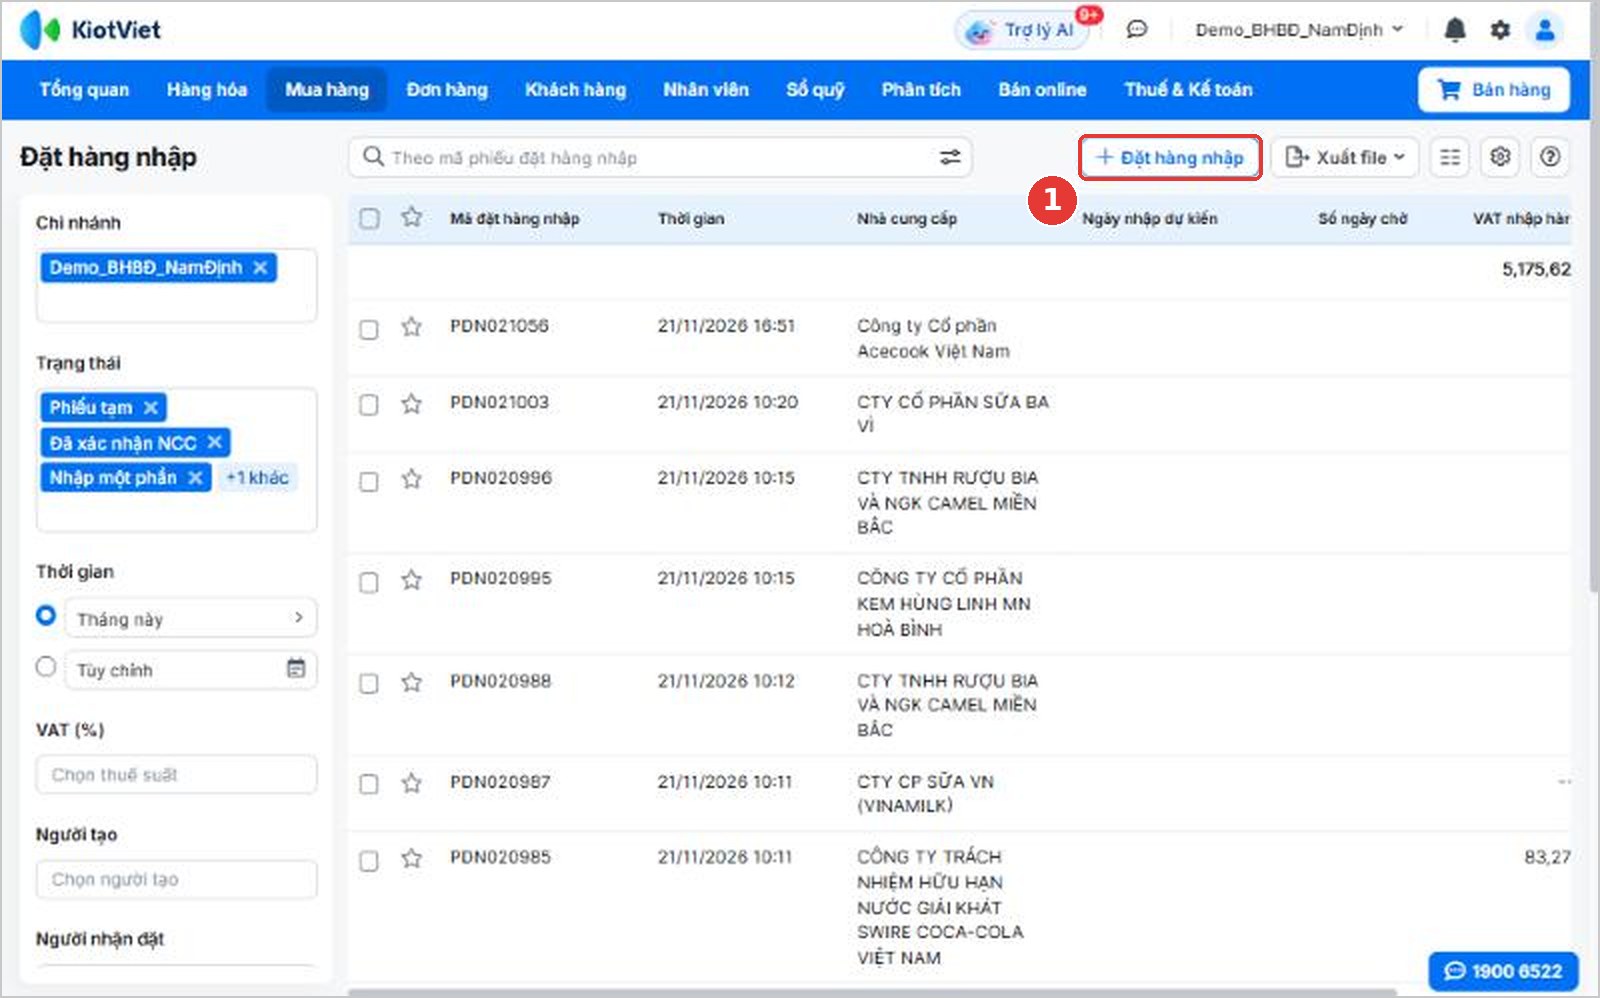 KiotViet
Trợ lý AI
9+
Demo_BHBĐ_NamĐịnh
Tổng quan
Hàng hóa
Mua hàng
Đơn hàng
Khách hàng
Nhân viên
Sổ quỹ
Phân tích
Bán online
Thuế & Kế toán
Bán hàng
Đặt hàng nhập
Theo mã phiếu đặt hàng nhập
+ Đặt hàng nhập
Xuất file
1
Chi nhánh
Demo_BHBĐ_NamĐịnh
Trạng thái
Phiếu tạm
Đã xác nhận NCC
Nhập một phần
+1 khác
Thời gian
Tháng này
Tùy chỉnh
VAT (%)
Chọn thuế suất
Người tạo
Chọn người tạo
Người nhận đặt
Mã đặt hàng nhập
Thời gian
Nhà cung cấp
Ngày nhập dự kiến
Số ngày chờ
VAT nhập hàr
5,175,62
PDN021056
21/11/2026 16:51
Công ty Cổ phần
Acecook Việt Nam
PDN021003
21/11/2026 10:20
CTY CỔ PHẦN SỮA BA
VÌ
PDN020996
21/11/2026 10:15
CTY TNHH RƯỢU BIA
VÀ NGK CAMEL MIỀN
BẮC
PDN020995
21/11/2026 10:15
CÔNG TY CỔ PHẦN
KEM HÙNG LINH MN
HOÀ BÌNH
PDN020988
21/11/2026 10:12
CTY TNHH RƯỢU BIA
VÀ NGK CAMEL MIỀN
BẮC
PDN020987
21/11/2026 10:11
CTY CP SỮA VN
(VINAMILK)
--
PDN020985
21/11/2026 10:11
CÔNG TY TRÁCH
NHIỆM HỮU HẠN
NƯỚC GIẢI KHÁT
SWIRE COCA-COLA
VIỆT NAM
83,27
1900 6522